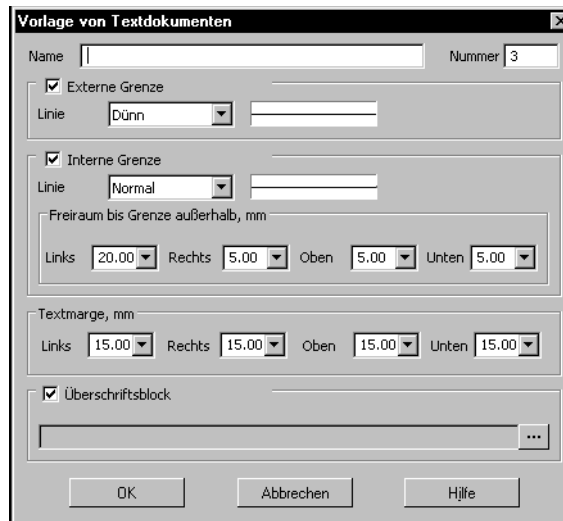 Vorlage von Textdokumenten
Name Nummer 3
Externe Grenze
Linie Dünn
Interne Grenze
Linie Normal
Freiraum bis Grenze außerhalb, mm
Links 20.00 Rechts 5.00 Oben 5.00 Unten 5.00
Textmarge, mm
Links 15.00 Rechts 15.00 Oben 15.00 Unten 15.00
Überschriftsblock
...
OK Abbrechen Hilfe